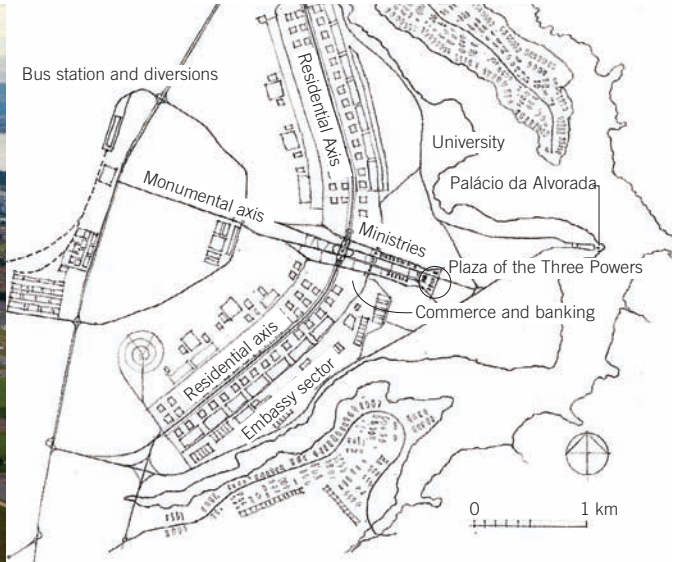 Bus station and diversions
Residential Axis
University
Palácio da Alvorada
Monumental axis
Ministries
Plaza of the Three Powers
Commerce and banking
Residential axis
Embassy sector
0 1 km